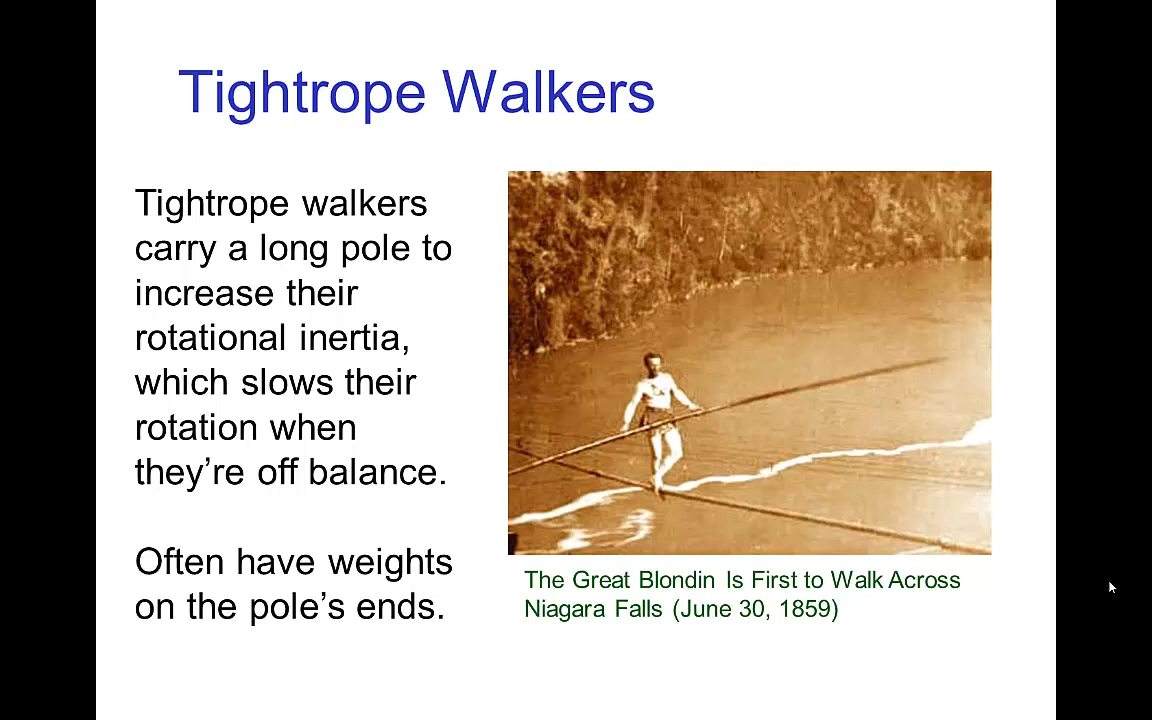 Tightrope Walkers
Tightrope walkers
carry a long pole to
increase their
rotational inertia,
which slows their
rotation when
they’re off balance.
Often have weights
on the pole’s ends.
The Great Blondin Is First to Walk Across
Niagara Falls (June 30, 1859)